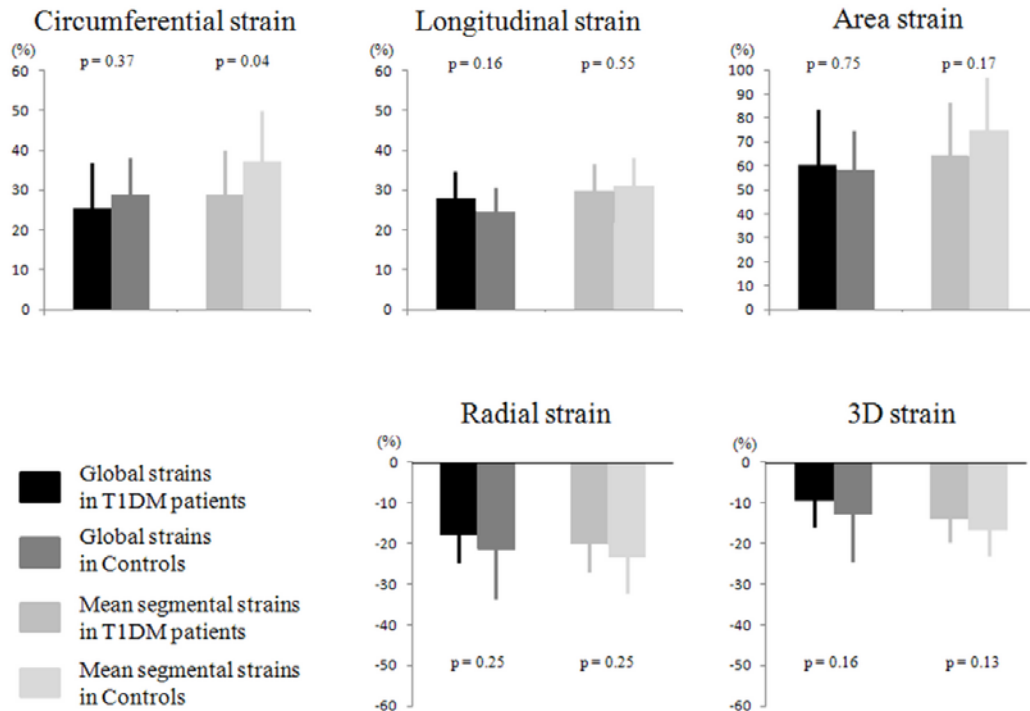 Circumferential strain
(%)
p = 0.37
p = 0.04
60
50
40
30
20
10
0
Longitudinal strain
(%)
p = 0.16
p = 0.55
60
50
40
30
20
10
0
Area strain
(%)
p = 0.75
p = 0.17
100
90
80
70
60
50
40
30
20
10
0
Radial strain
(%)
0
-10
-20
-30
-40
-50
-60
p = 0.25
p = 0.25
3D strain
(%)
0
-10
-20
-30
-40
-50
-60
p = 0.16
p = 0.13
Global strains
in T1DM patients
Global strains
in Controls
Mean segmental strains
in T1DM patients
Mean segmental strains
in Controls